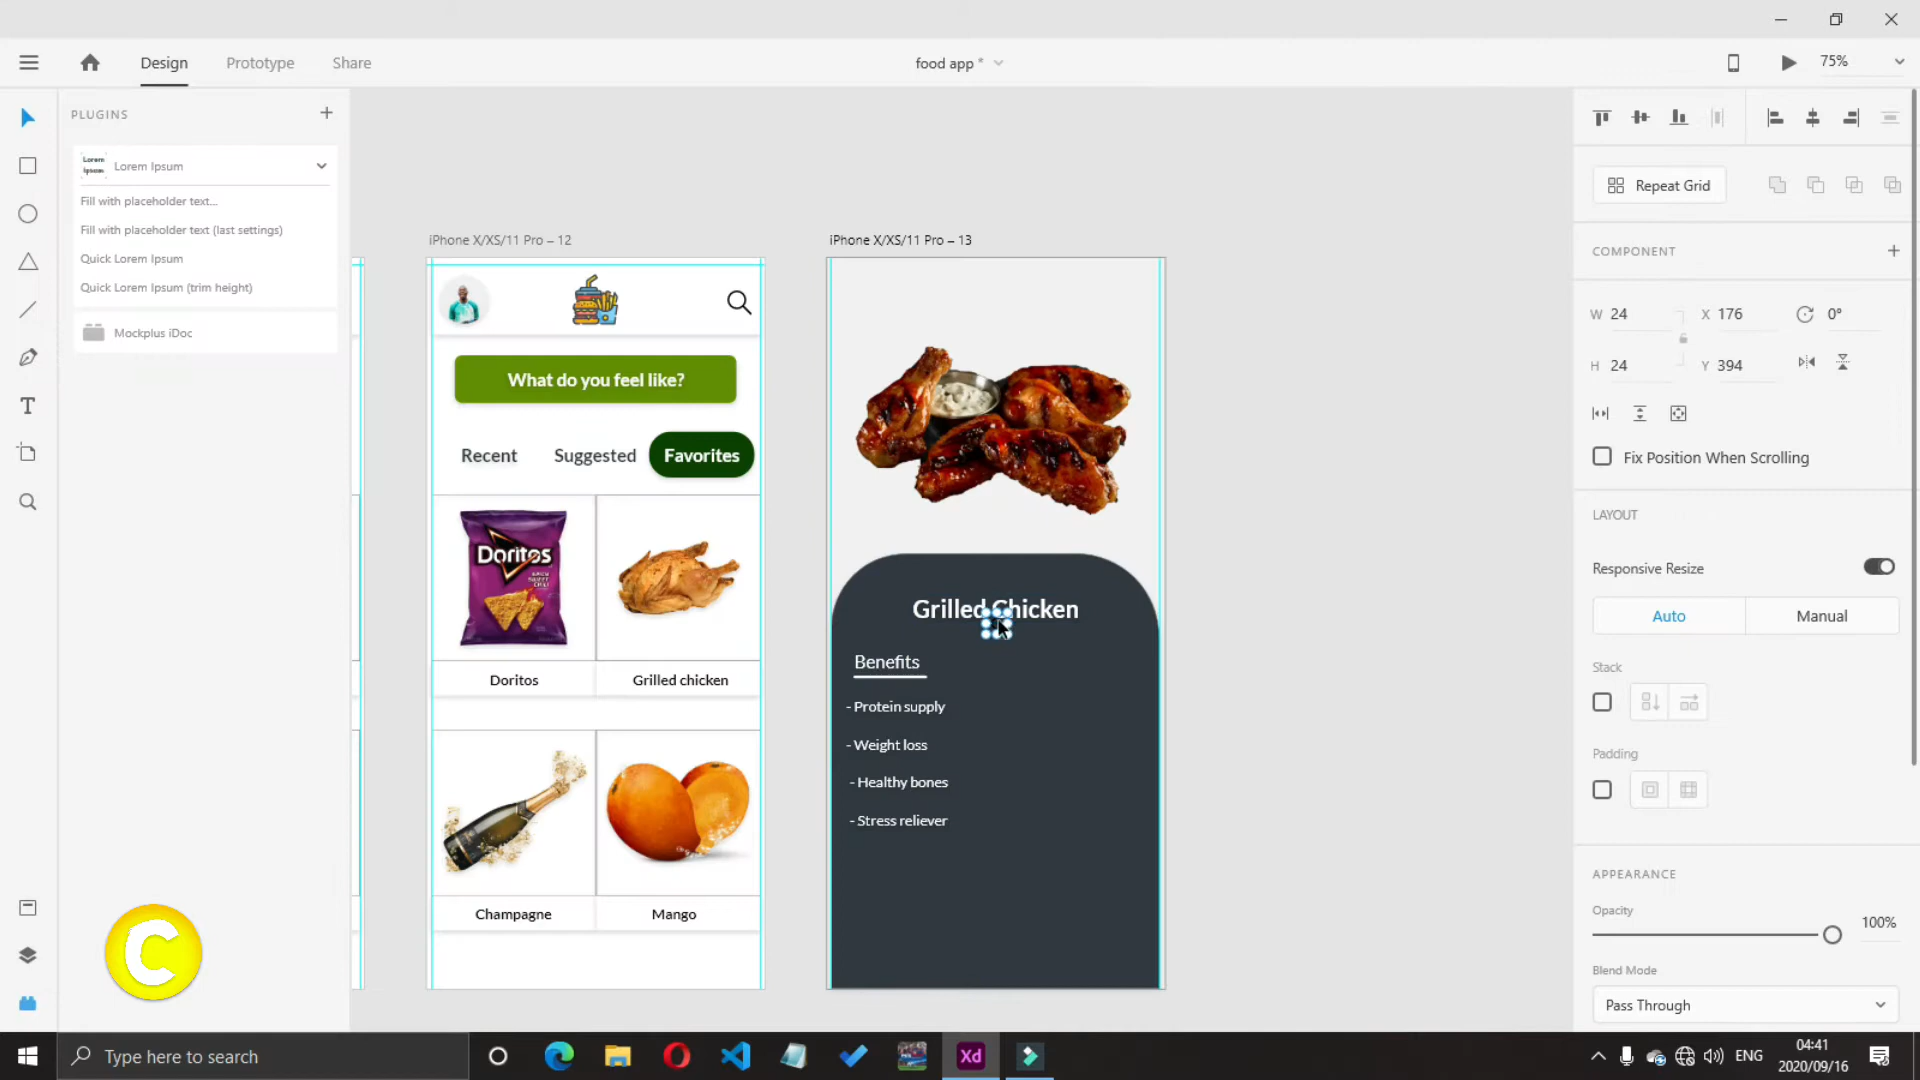 Design
Prototype
Share
food app *
75%
PLUGINS
Lorem Ipsum
Lorem Ipsum
Fill with placeholder text...
Fill with placeholder text (last settings)
Quick Lorem Ipsum
Quick Lorem Ipsum (trim height)
Mockplus iDoc
C
iPhone X/XS/11 Pro – 12
What do you feel like?
Recent
Suggested
Favorites
Doritos
SPICY SWEET CHILI
Doritos
Grilled chicken
Champagne
Mango
iPhone X/XS/11 Pro – 13
Grilled Chicken
Benefits
- Protein supply
- Weight loss
- Healthy bones
- Stress reliever
Repeat Grid
COMPONENT
W 24
X 176
0°
H 24
Y 394
Fix Position When Scrolling
LAYOUT
Responsive Resize
Auto
Manual
Stack
Padding
APPEARANCE
Opacity
100%
Blend Mode
Pass Through
Type here to search
Xd
ENG
04:41
2020/09/16